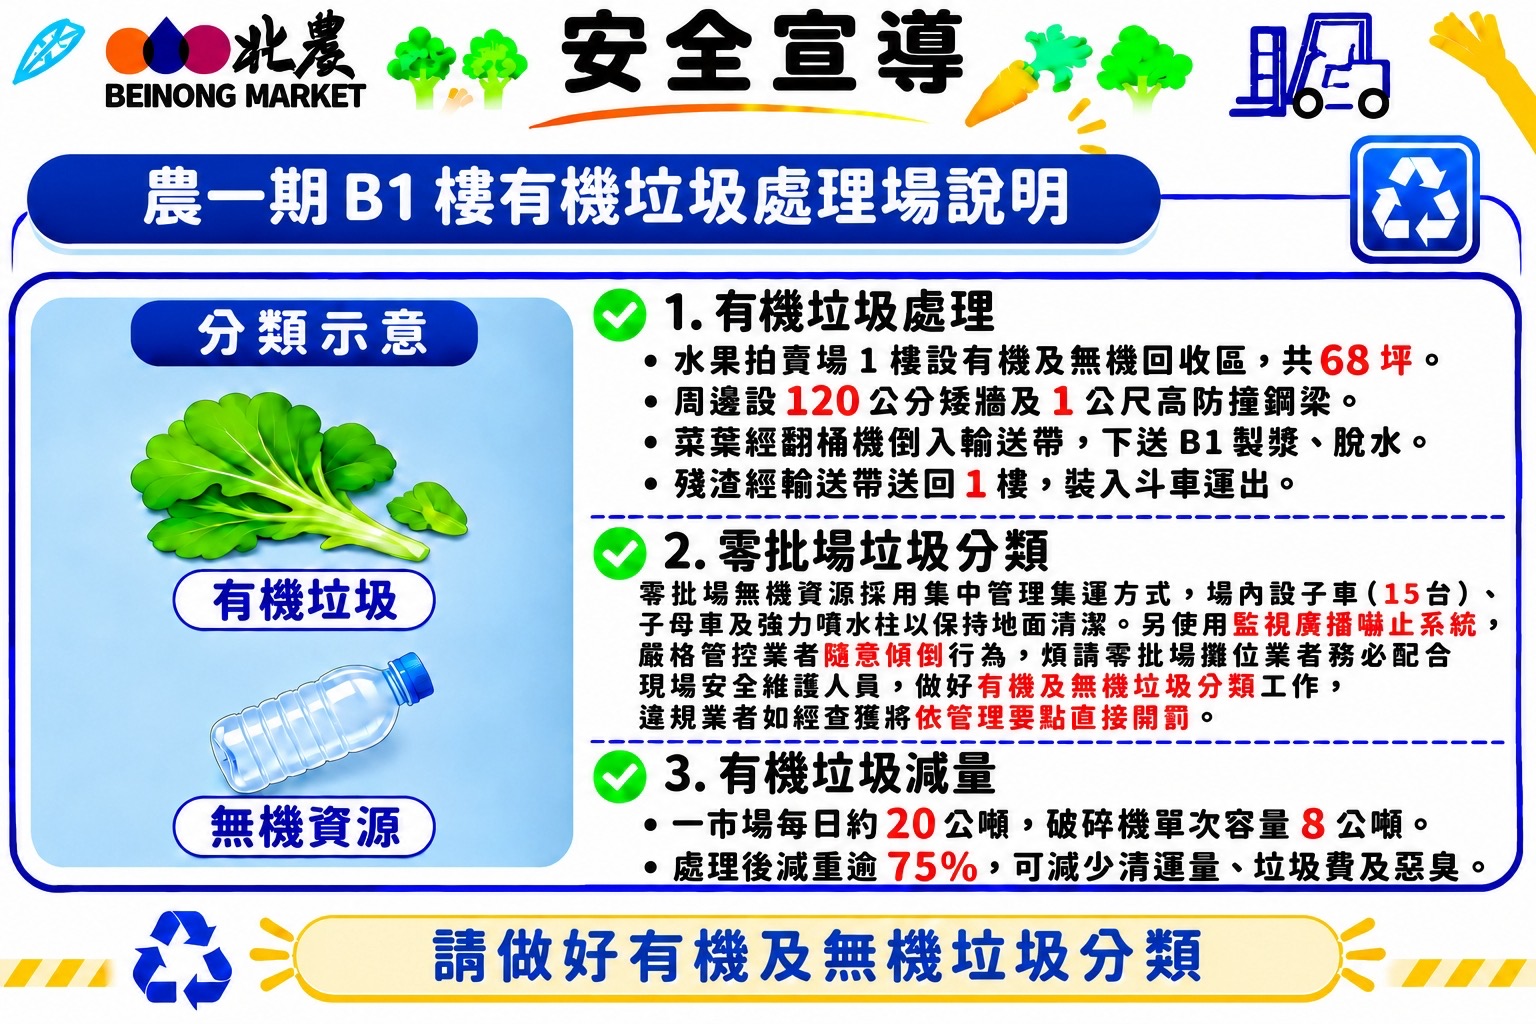 北農
BEINONG MARKET
安全宣導
農一期 B1 樓有機垃圾處理場說明
分類示意
有機垃圾
無機資源
1. 有機垃圾處理
• 水果拍賣場 1 樓設有機及無機回收區，共 68 坪。
• 周邊設 120 公分矮牆及 1 公尺高防撞鋼梁。
• 菜葉經翻桶機倒入輸送帶，下送 B1 製漿、脫水。
• 殘渣經輸送帶送回 1 樓，裝入斗車運出。
2. 零批場垃圾分類
零批場無機資源採用集中管理集運方式，場內設子車（15台）、
子母車及強力噴水柱以保持地面清潔。另使用監視廣播嚇止系統，
嚴格管控業者隨意傾倒行為，煩請零批場攤位業者務必配合
現場安全維護人員，做好有機及無機垃圾分類工作，
違規業者如經查獲將依管理要點直接開罰。
3. 有機垃圾減量
• 一市場每日約 20 公噸，破碎機單次容量 8 公噸。
• 處理後減重逾 75%，可減少清運量、垃圾費及惡臭。
請做好有機及無機垃圾分類